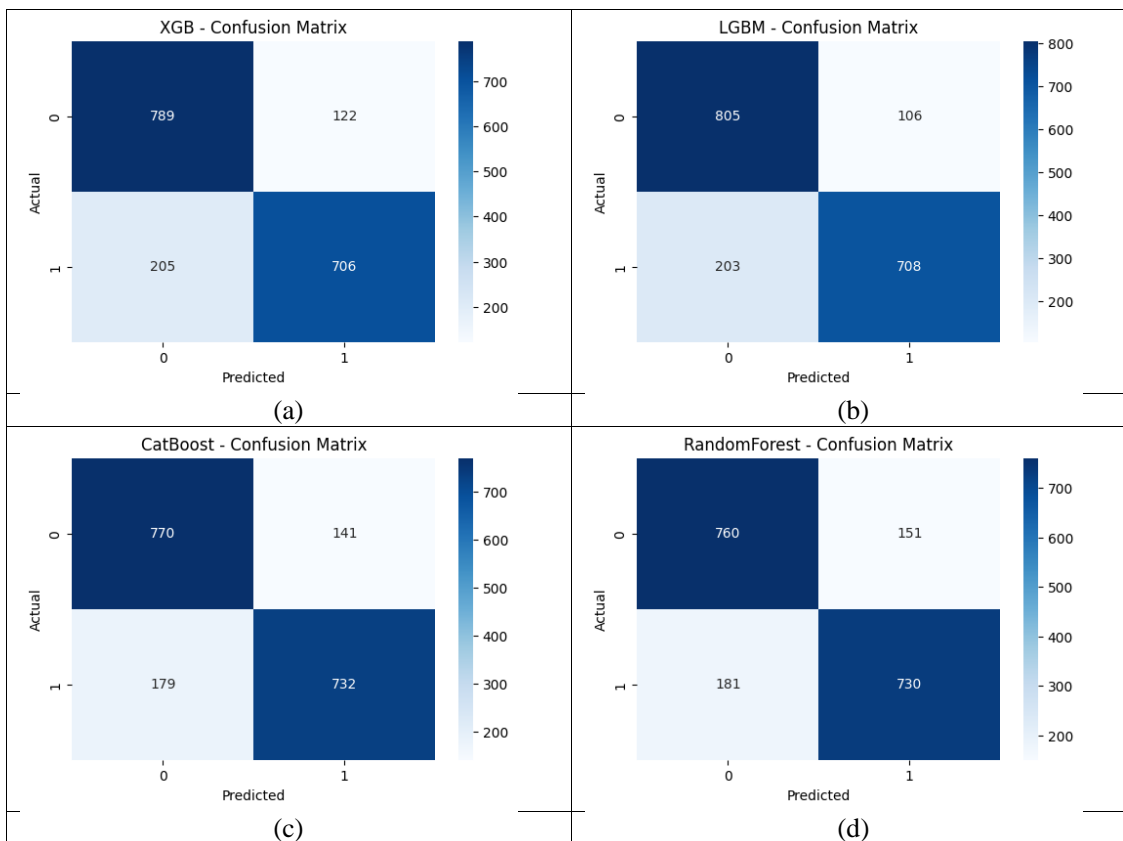 XGB - Confusion Matrix
789 122
205 706
0
1
Actual
0 1
Predicted
700
600
500
400
300
200
(a)
LGBM - Confusion Matrix
805 106
203 708
0
1
Actual
0 1
Predicted
800
700
600
500
400
300
200
(b)
CatBoost - Confusion Matrix
770 141
179 732
0
1
Actual
0 1
Predicted
700
600
500
400
300
200
(c)
RandomForest - Confusion Matrix
760 151
181 730
0
1
Actual
0 1
Predicted
700
600
500
400
300
200
(d)